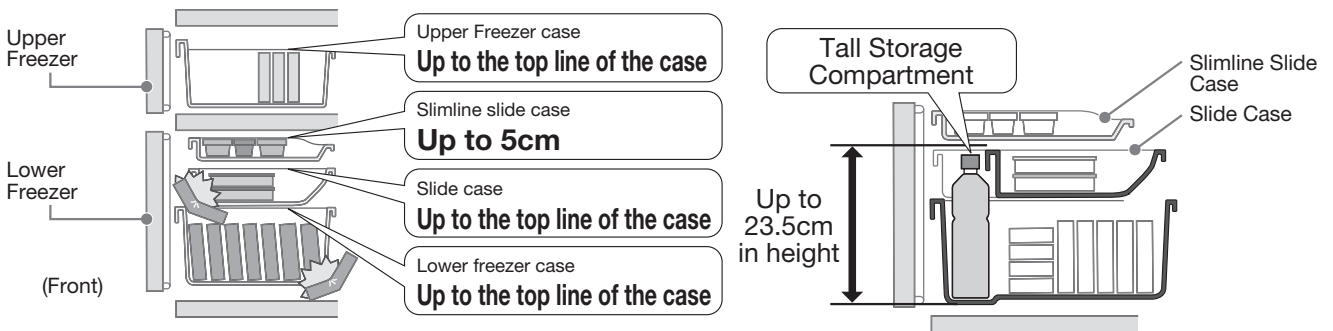 Upper
Freezer
Upper Freezer case
Up to the top line of the case
Slimline slide case
Up to 5cm
Lower
Freezer
Slide case
Up to the top line of the case
Lower freezer case
Up to the top line of the case
(Front)
Tall Storage
Compartment
Slimline Slide
Case
Slide Case
Up to
23.5cm
in height